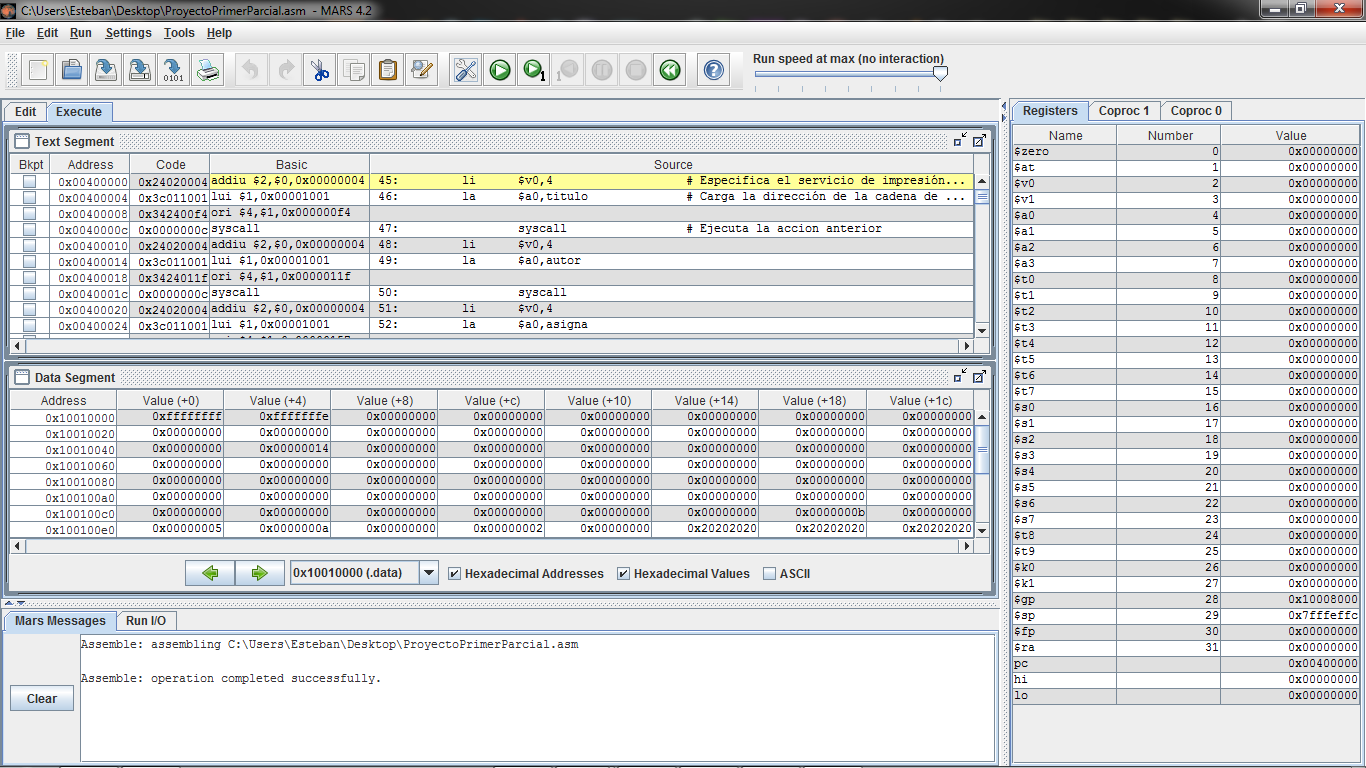 C:\Users\Esteban\Desktop\ProyectoPrimerParcial.asm - MARS 4.2
File Edit Run Settings Tools Help
Run speed at max (no interaction)
Edit Execute
Text Segment
Bkpt Address Code Basic Source
0x00400000 0x24020004 addiu $2,$0,0x00000004 45: li $v0,4 # Especifica el servicio de impresión...
0x00400004 0x3c011001 lui $1,0x00001001 46: la $a0,titulo # Carga la dirección de la cadena de ...
0x00400008 0x342400f4 ori $4,$1,0x000000f4
0x0040000c 0x0000000c syscall 47: syscall # Ejecuta la accion anterior
0x00400010 0x24020004 addiu $2,$0,0x00000004 48: li $v0,4
0x00400014 0x3c011001 lui $1,0x00001001 49: la $a0,autor
0x00400018 0x3424011f ori $4,$1,0x0000011f
0x0040001c 0x0000000c syscall 50: syscall
0x00400020 0x24020004 addiu $2,$0,0x00000004 51: li $v0,4
0x00400024 0x3c011001 lui $1,0x00001001 52: la $a0,asigna
Data Segment
Address Value (+0) Value (+4) Value (+8) Value (+c) Value (+10) Value (+14) Value (+18) Value (+1c)
0x10010000 0xffffffff 0xfffffffe 0x00000000 0x00000000 0x00000000 0x00000000 0x00000000 0x00000000
0x10010020 0x00000000 0x00000000 0x00000000 0x00000000 0x00000000 0x00000000 0x00000000 0x00000000
0x10010040 0x00000000 0x00000014 0x00000000 0x00000000 0x00000000 0x00000000 0x00000000 0x00000000
0x10010060 0x00000000 0x00000000 0x00000000 0x00000000 0x00000000 0x00000000 0x00000000 0x00000000
0x10010080 0x00000000 0x00000000 0x00000000 0x00000000 0x00000000 0x00000000 0x00000000 0x00000000
0x100100a0 0x00000000 0x00000000 0x00000000 0x00000000 0x00000000 0x00000000 0x00000000 0x00000000
0x100100c0 0x00000000 0x00000000 0x00000000 0x00000000 0x00000000 0x00000000 0x0000000b 0x00000000
0x100100e0 0x00000005 0x0000000a 0x00000000 0x00000002 0x00000000 0x20202020 0x20202020 0x20202020
0x10010000 (.data) Hexadecimal Addresses Hexadecimal Values ASCII
Mars Messages Run I/O
Assemble: assembling C:\Users\Esteban\Desktop\ProyectoPrimerParcial.asm
Assemble: operation completed successfully.
Clear
Registers Coproc 1 Coproc 0
Name Number Value
$zero 0 0x00000000
$at 1 0x00000000
$v0 2 0x00000000
$v1 3 0x00000000
$a0 4 0x00000000
$a1 5 0x00000000
$a2 6 0x00000000
$a3 7 0x00000000
$t0 8 0x00000000
$t1 9 0x00000000
$t2 10 0x00000000
$t3 11 0x00000000
$t4 12 0x00000000
$t5 13 0x00000000
$t6 14 0x00000000
$t7 15 0x00000000
$s0 16 0x00000000
$s1 17 0x00000000
$s2 18 0x00000000
$s3 19 0x00000000
$s4 20 0x00000000
$s5 21 0x00000000
$s6 22 0x00000000
$s7 23 0x00000000
$t8 24 0x00000000
$t9 25 0x00000000
$k0 26 0x00000000
$k1 27 0x00000000
$gp 28 0x10008000
$sp 29 0x7fffeffc
$fp 30 0x00000000
$ra 31 0x00000000
pc 0x00400000
hi 0x00000000
lo 0x00000000